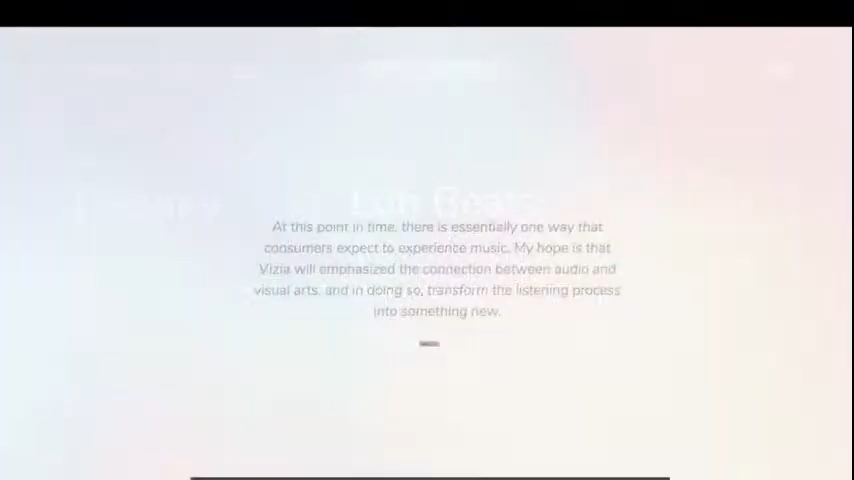 At this point in time, there is essentially one way that
consumers expect to experience music. My hope is that
Vizia will emphasized the connection between audio and
visual arts, and in doing so, transform the listening process
into something new.